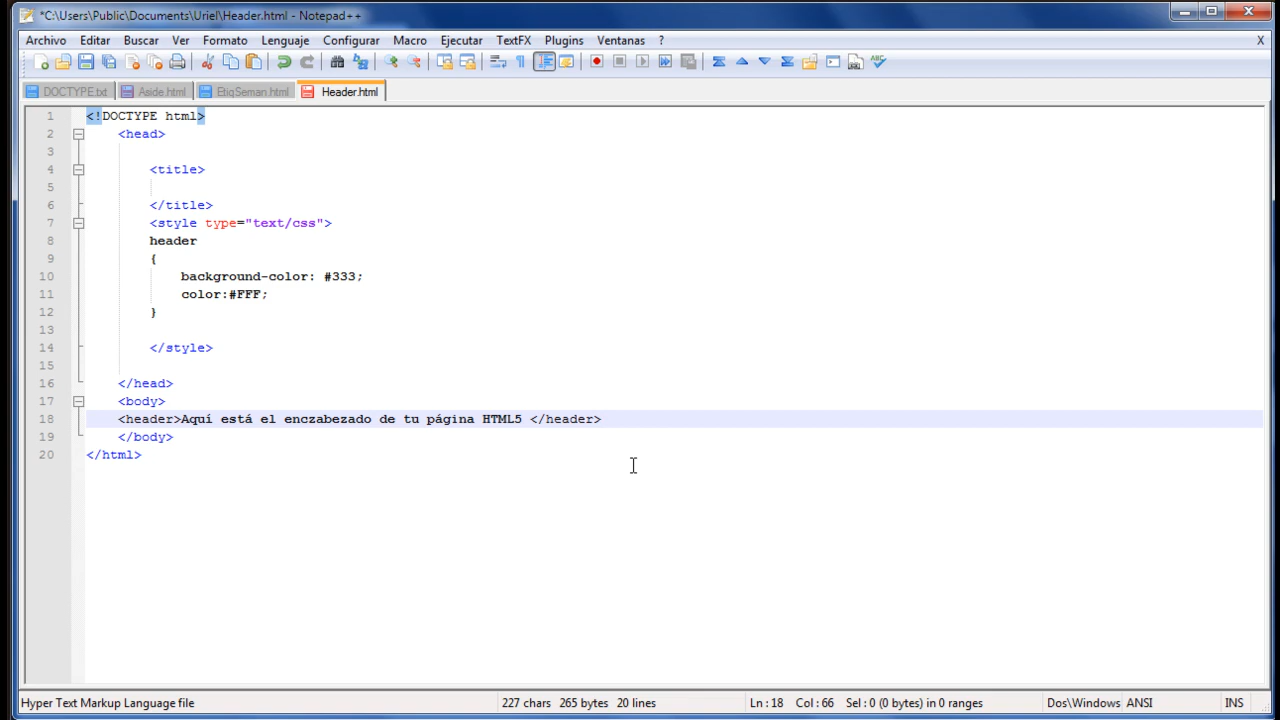 *C:\Users\Public\Documents\Uriel\Header.html - Notepad++
Archivo Editar Buscar Ver Formato Lenguaje Configurar Macro Ejecutar TextFX Plugins Ventanas ? X
DOCTYPE.txt Aside.html EtiqSeman.html Header.html
1 <!DOCTYPE html>
2 <head>
3
4 <title>
5
6 </title>
7 <style type="text/css">
8 header
9 {
10 background-color: #333;
11 color:#FFF;
12 }
13
14 </style>
15
16 </head>
17 <body>
18 <header>Aquí está el enczabezado de tu página HTML5 </header>
19 </body>
20 </html>
Hyper Text Markup Language file 227 chars 265 bytes 20 lines Ln : 18 Col : 66 Sel : 0 (0 bytes) in 0 ranges Dos\Windows ANSI INS